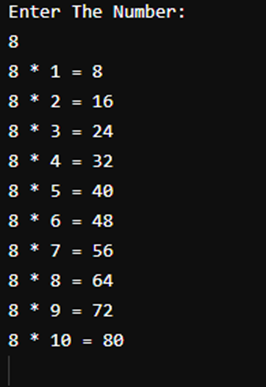 Enter The Number:
8
8 * 1 = 8
8 * 2 = 16
8 * 3 = 24
8 * 4 = 32
8 * 5 = 40
8 * 6 = 48
8 * 7 = 56
8 * 8 = 64
8 * 9 = 72
8 * 10 = 80